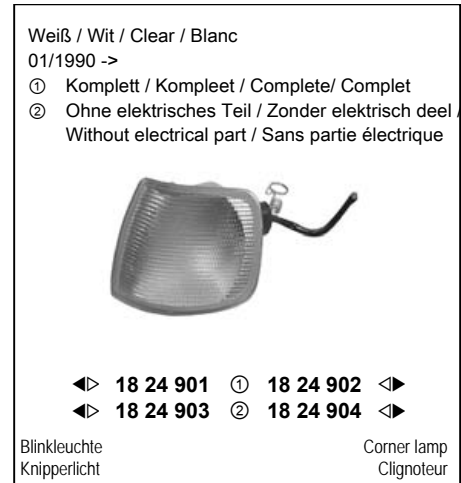 Weiß / Wit / Clear / Blanc
01/1990 ->
① Komplett / Kompleet / Complete/ Complet
② Ohne elektrisches Teil / Zonder elektrisch deel /
Without electrical part / Sans partie électrique
◀▷ 18 24 901 ① 18 24 902 ◁▶
◀▷ 18 24 903 ② 18 24 904 ◁▶
Blinkleuchte Corner lamp
Knipperlicht Clignoteur